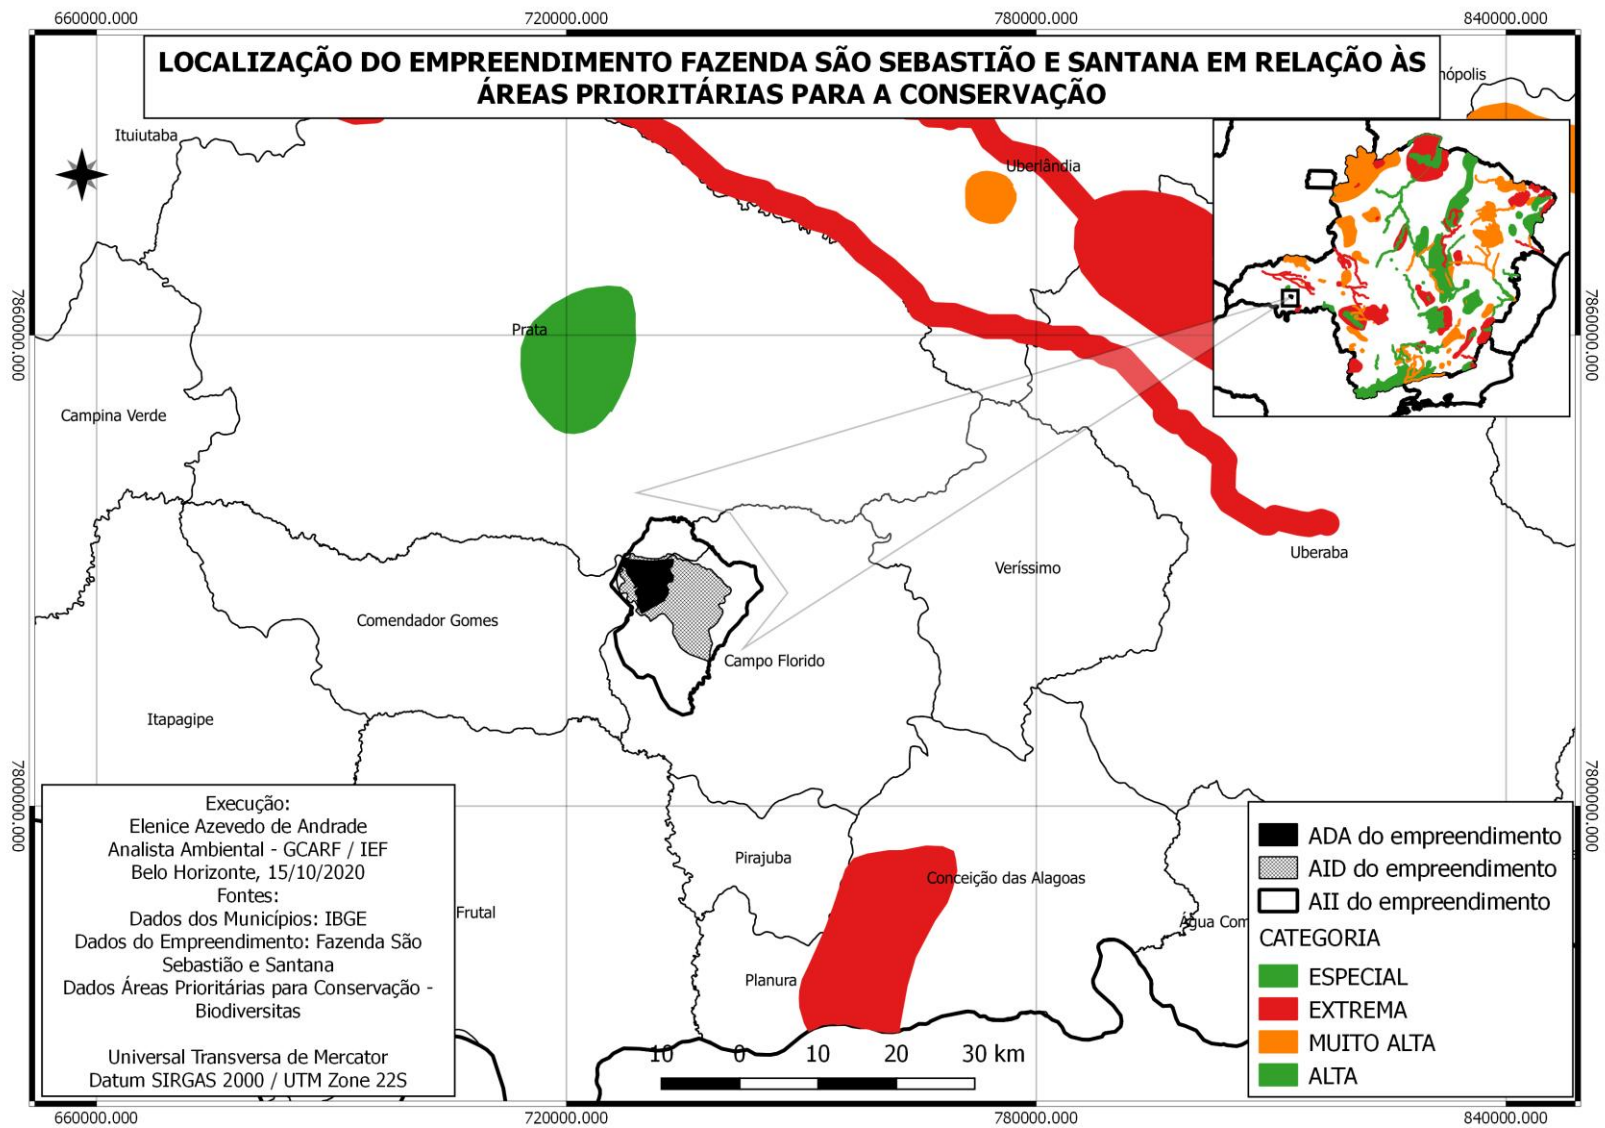 660000.000
720000.000
780000.000
840000.000
LOCALIZAÇÃO DO EMPREENDIMENTO FAZENDA SÃO SEBASTIÃO E SANTANA EM RELAÇÃO ÀS
ÁREAS PRIORITÁRIAS PARA A CONSERVAÇÃO
nópolis
Ituiutaba
Uberlândia
Prata
7860000.000
7860000.000
Campina Verde
Uberaba
Veríssimo
Comendador Gomes
Campo Florido
Itapagipe
7800000.000
7800000.000
Pirajuba
Conceição das Alagoas
Frutal
Água Com
Planura
Execução:
Elenice Azevedo de Andrade
Analista Ambiental - GCARF / IEF
Belo Horizonte, 15/10/2020
Fontes:
Dados dos Municípios: IBGE
Dados do Empreendimento: Fazenda São
Sebastião e Santana
Dados Áreas Prioritárias para Conservação -
Biodiversitas
Universal Transversa de Mercator
Datum SIRGAS 2000 / UTM Zone 22S
10 0 10 20 30 km
ADA do empreendimento
AID do empreendimento
AII do empreendimento
CATEGORIA
ESPECIAL
EXTREMA
MUITO ALTA
ALTA
660000.000
720000.000
780000.000
840000.000